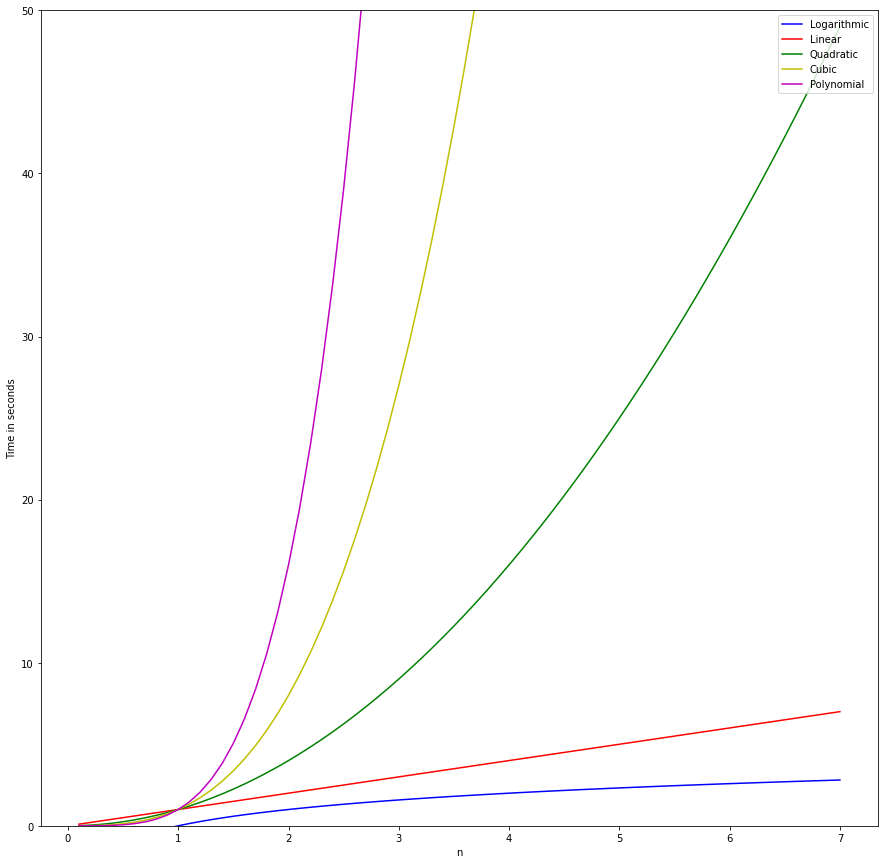 Logarithmic
Linear
Quadratic
Cubic
Polynomial
50
40
30
20
10
0
Time in seconds
0 1 2 3 4 5 6 7
n